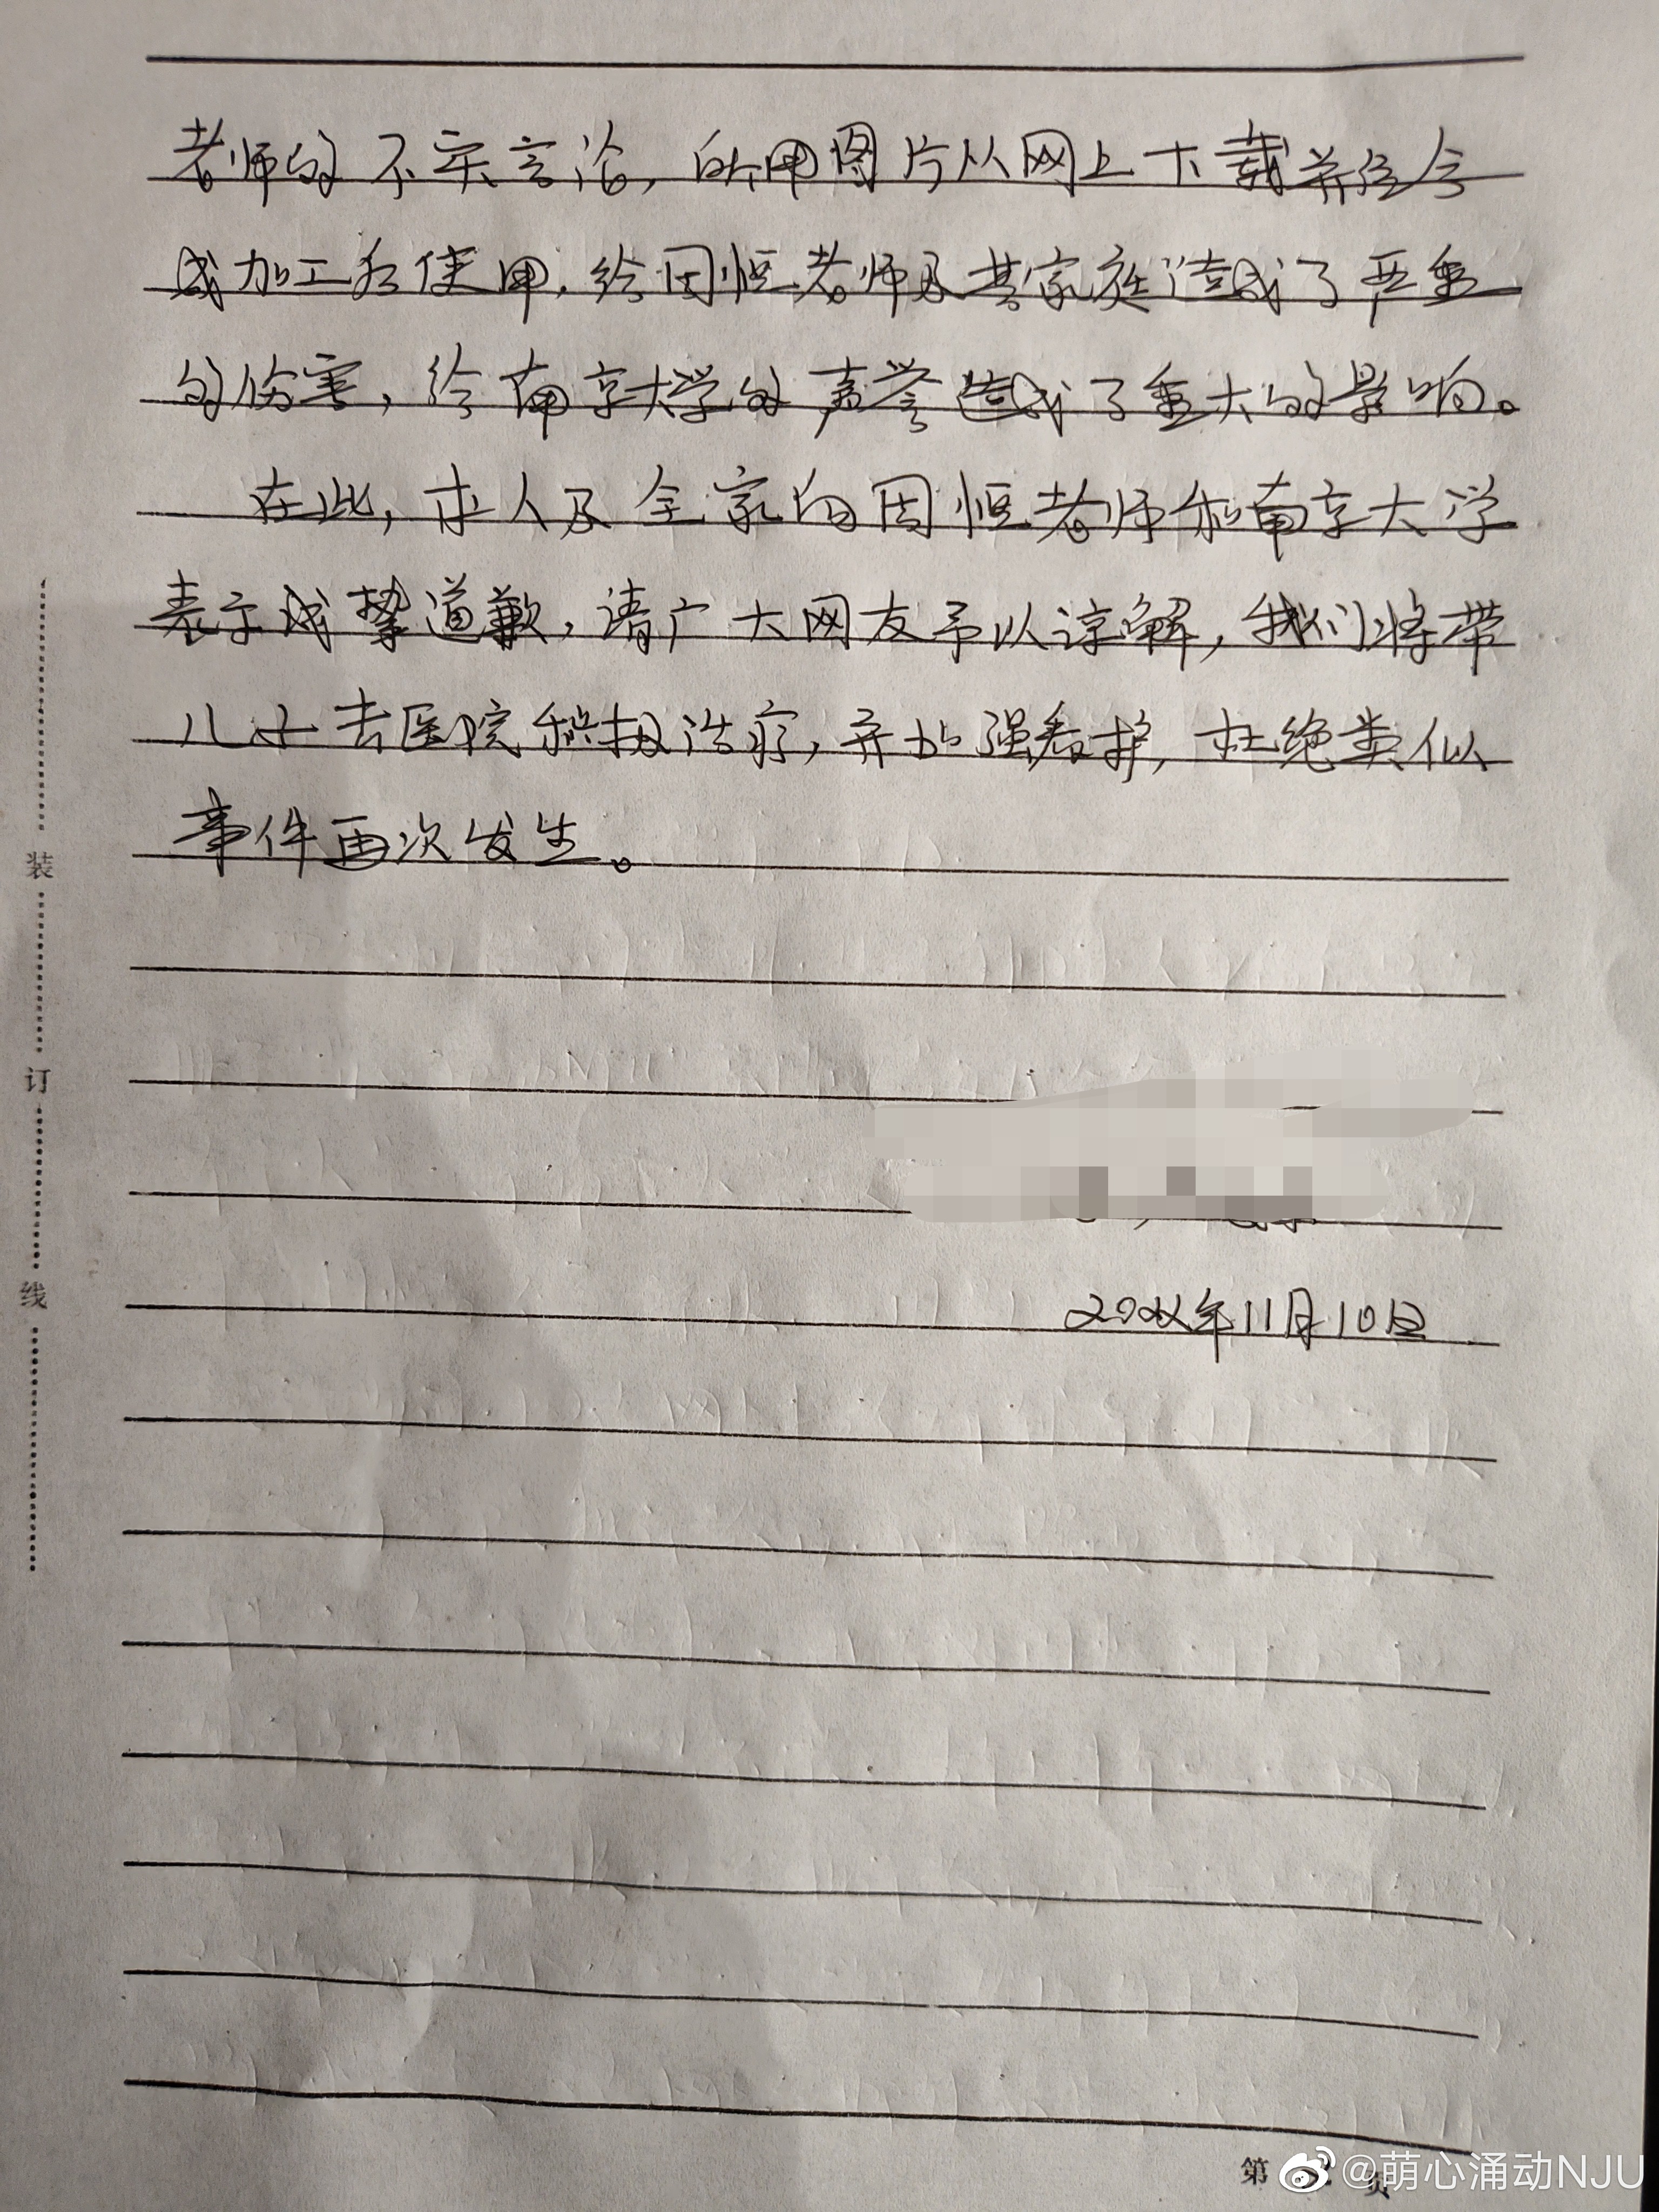 老师的不实言论，所用图片从网上下载并经合
成加工和使用，给周恒老师及其家庭造成了严重
的伤害，给南京大学的声誉造成了重大的影响。
在此，本人及全家向周恒老师和南京大学
表示诚挚道歉，请广大网友予以谅解，我们将带
儿子去医院积极治疗，并加强看护，杜绝类似
事件再次发生。
2022年11月10日
装
订
线
第 页
@萌心涌动NJU